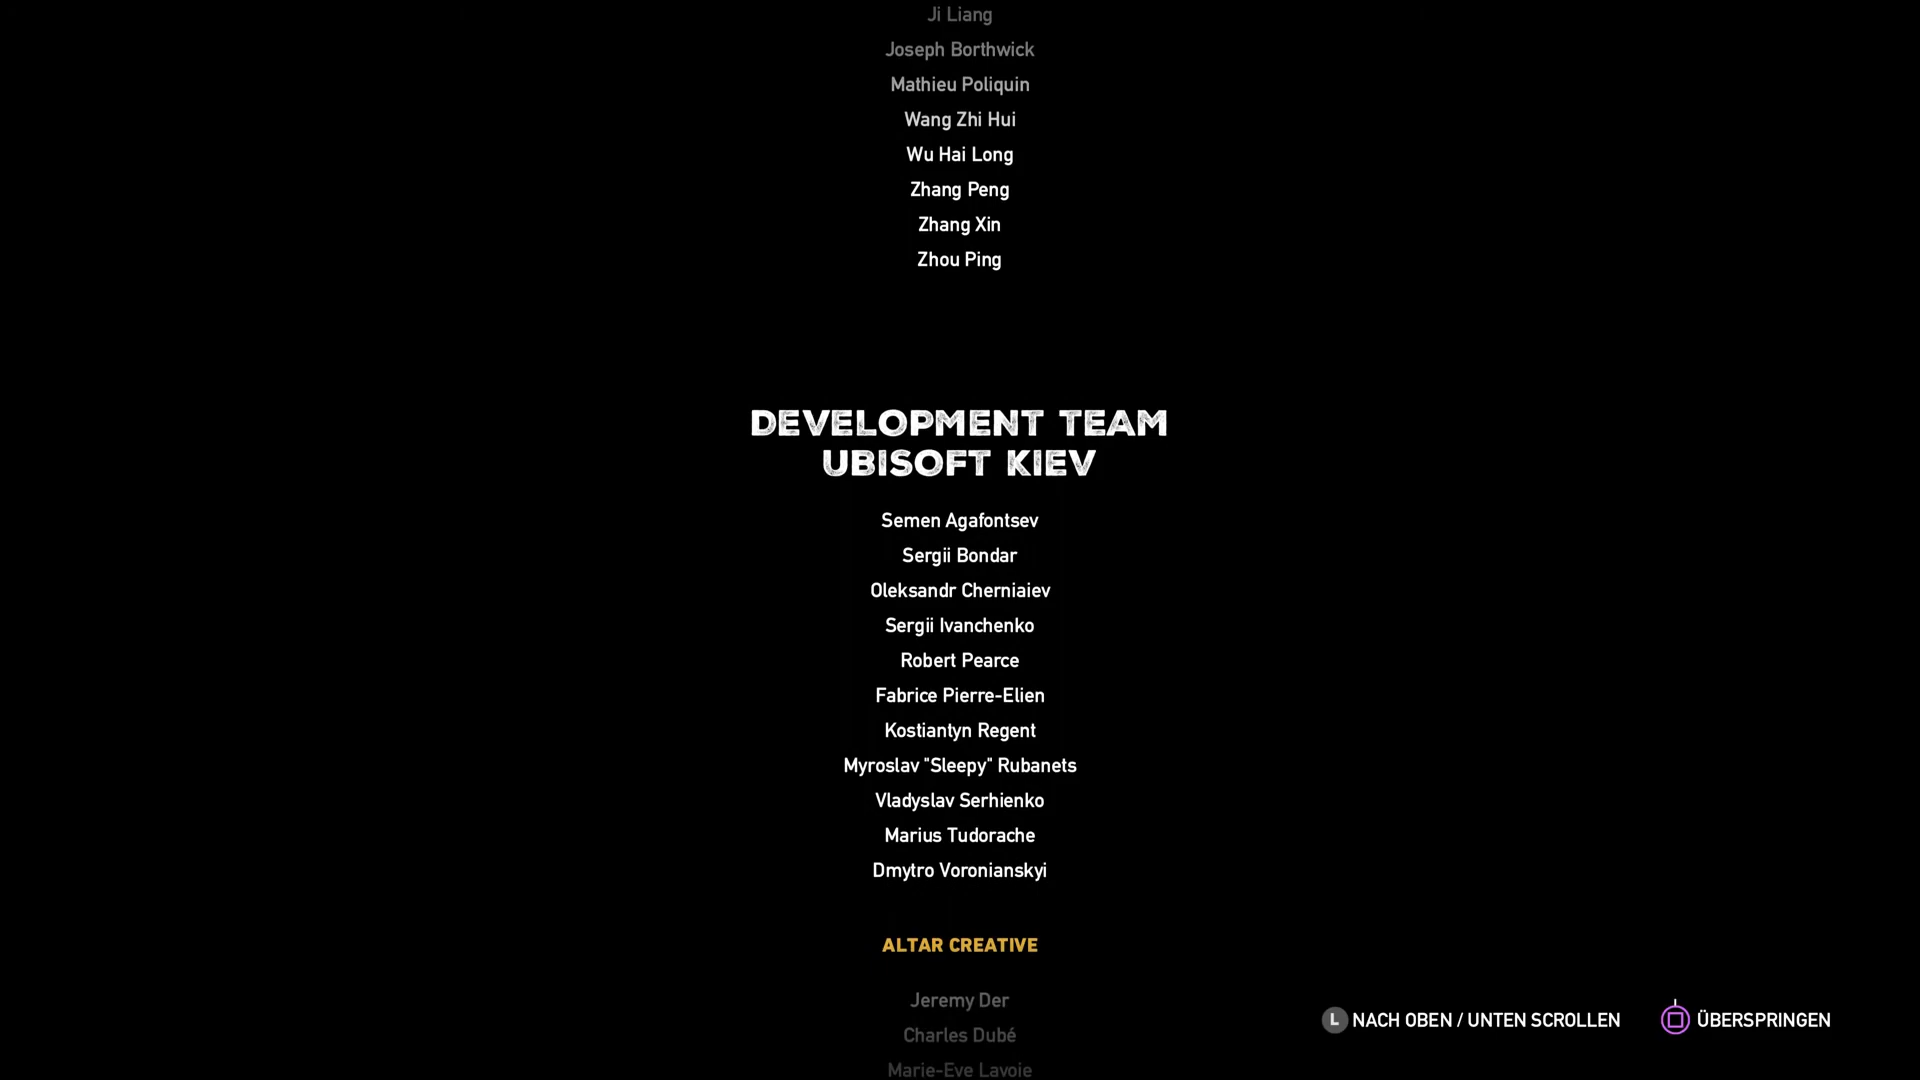 Ji Liang
Joseph Borthwick
Mathieu Poliquin
Wang Zhi Hui
Wu Hai Long
Zhang Peng
Zhang Xin
Zhou Ping
DEVELOPMENT TEAM
UBISOFT KIEV
Semen Agafontsev
Sergii Bondar
Oleksandr Cherniaiev
Sergii Ivanchenko
Robert Pearce
Fabrice Pierre-Elien
Kostiantyn Regent
Myroslav "Sleepy" Rubanets
Vladyslav Serhienko
Marius Tudorache
Dmytro Voronianskyi
ALTAR CREATIVE
Jeremy Der
Charles Dubé
Marie-Eve Lavoie
L NACH OBEN / UNTEN SCROLLEN
ÜBERSPRINGEN